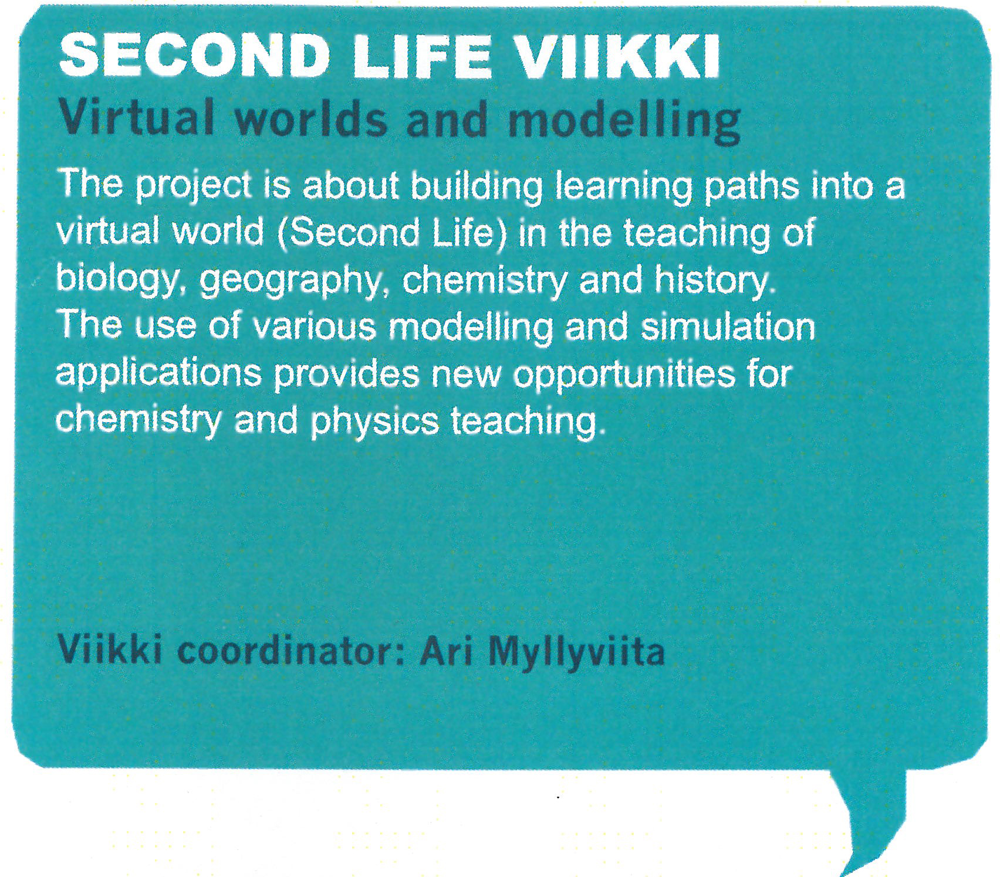 SECOND LIFE VIIKKI
Virtual worlds and modelling
The project is about building learning paths into a
virtual world (Second Life) in the teaching of
biology, geography, chemistry and history.
The use of various modelling and simulation
applications provides new opportunities for
chemistry and physics teaching.
Viikki coordinator: Ari Myllyviita